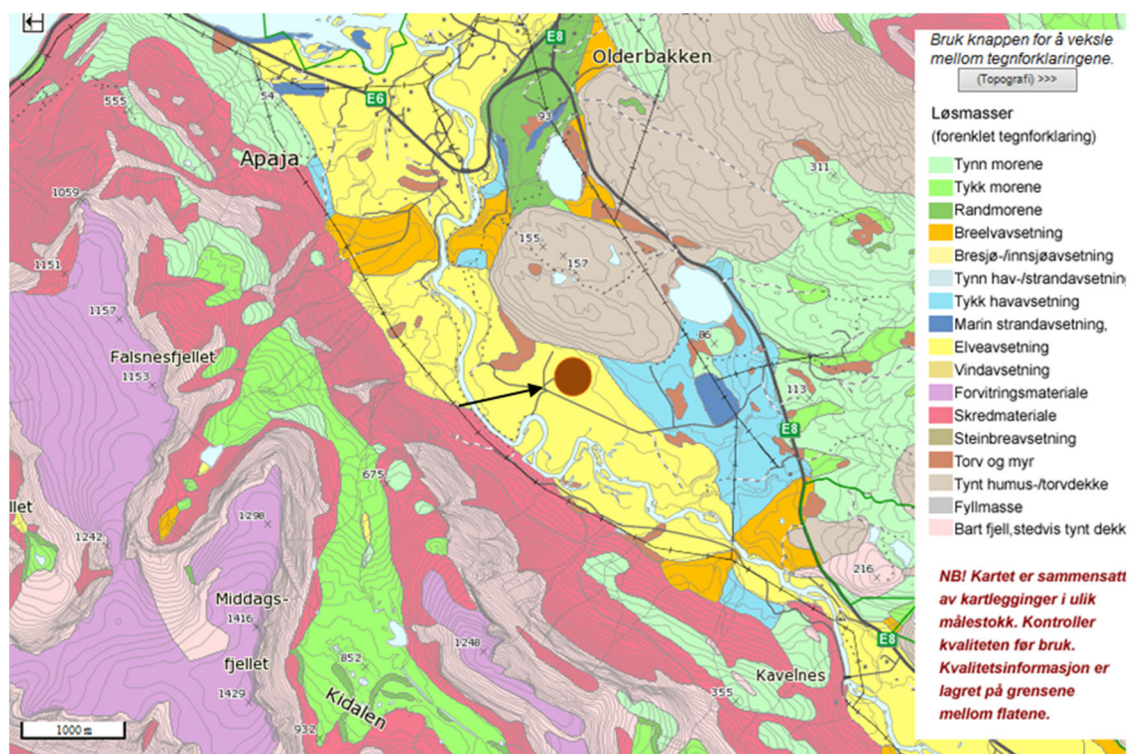 Bruk knappen for å veksle
mellom tegnforklaringene.
(Topografi) >>>
Løsmasser
(forenklet tegnforklaring)
Tynn morene
Tykk morene
Randmorene
Breelvavsetning
Bresjø-/innsjøavsetning
Tynn hav-/strandavsetning
Tykk havavsetning
Marin strandavsetning,
Elveavsetning
Vindavsetning
Forvitringsmateriale
Skredmateriale
Steinbreavsetning
Torv og myr
Tynt humus-/torvdekke
Fyllmasse
Bart fjell,stedvis tynt dekk
NB! Kartet er sammensatt
av kartlegginger i ulik
målestokk. Kontroller
kvaliteten før bruk.
Kvalitetsinformasjon er
lagret på grensene
mellom flatene.
E8
Olderbakken
E6
54
555
93
Apaja
311
1059
155
157
1151
1157
86
Falsnesfjellet
1153
113
E8
675
llet
1298
1242
216
Middags-
1416
fjellet
1248
E8
852
Kavelnes
1429
355
Kidalen
932
1000 m